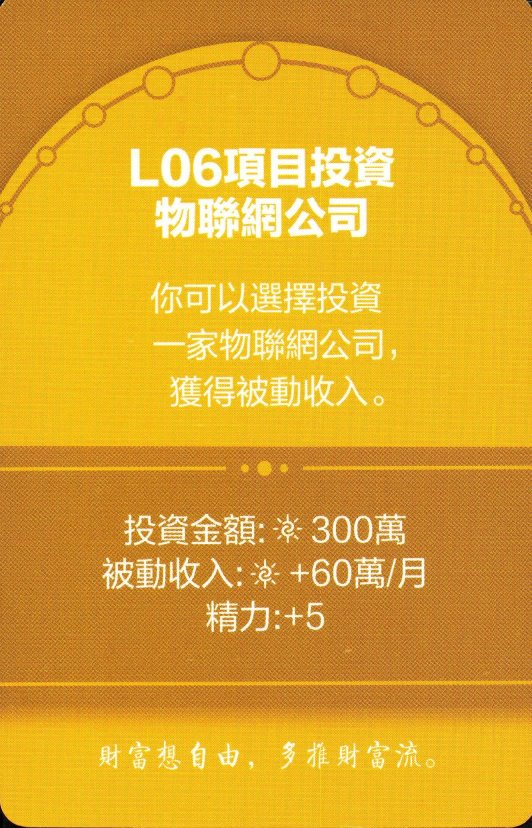 L06項目投資
物聯網公司
你可以選擇投資
一家物聯網公司,
獲得被動收入。
投資金額: 300萬
被動收入: +60萬/月
精力:+5
財富想自由，多推財富流。